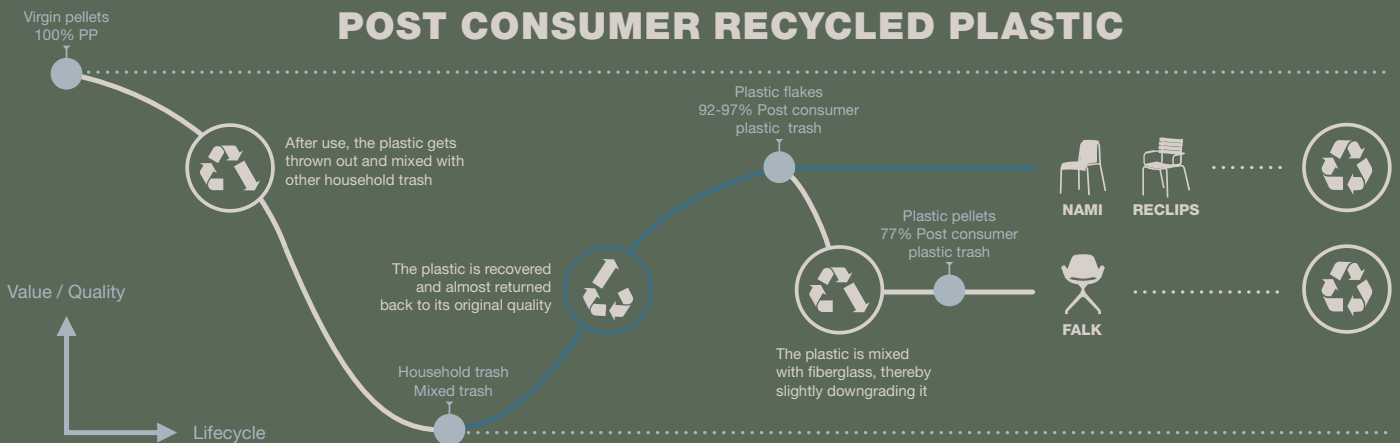 POST CONSUMER RECYCLED PLASTIC
Virgin pellets
100% PP
After use, the plastic gets
thrown out and mixed with
other household trash
Plastic flakes
92-97% Post consumer
plastic trash
NAMI
RECLIPS
Plastic pellets
77% Post consumer
plastic trash
The plastic is recovered
and almost returned
back to its original quality
Value / Quality
FALK
The plastic is mixed
with fiberglass, thereby
slightly downgrading it
Household trash
Mixed trash
Lifecycle